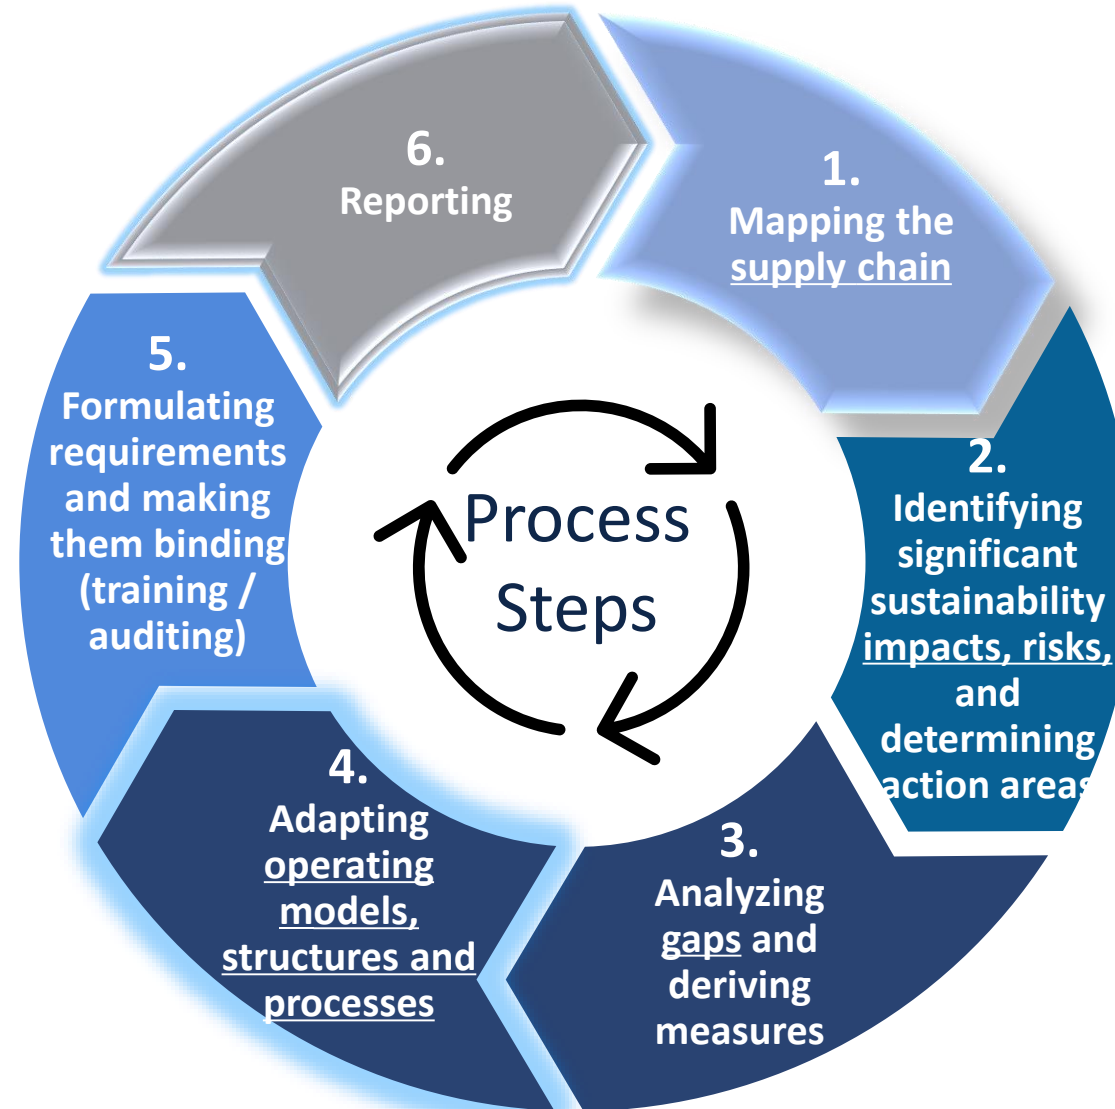 Process
Steps
1.
Mapping the
supply chain
2.
Identifying
significant
sustainability
impacts, risks,
and
determining
action areas
3.
Analyzing
gaps and
deriving
measures
4.
Adapting
operating
models,
structures and
processes
5.
Formulating
requirements
and making
them binding
(training /
auditing)
6.
Reporting